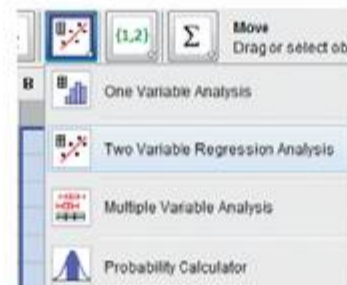 {1,2}
Σ
Move
Drag or select ob
B
One Variable Analysis
Two Variable Regression Analysis
Multiple Variable Analysis
Probability Calculator